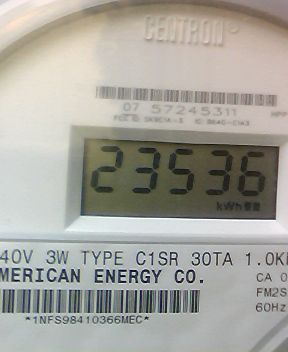 CENTRON®
07 57245311
23536
kWh
40V 3W TYPE C1SR 30TA 1.0K
MERICAN ENERGY CO.
CA 0
FM2S
60Hz
*1NFS98410366MEC*